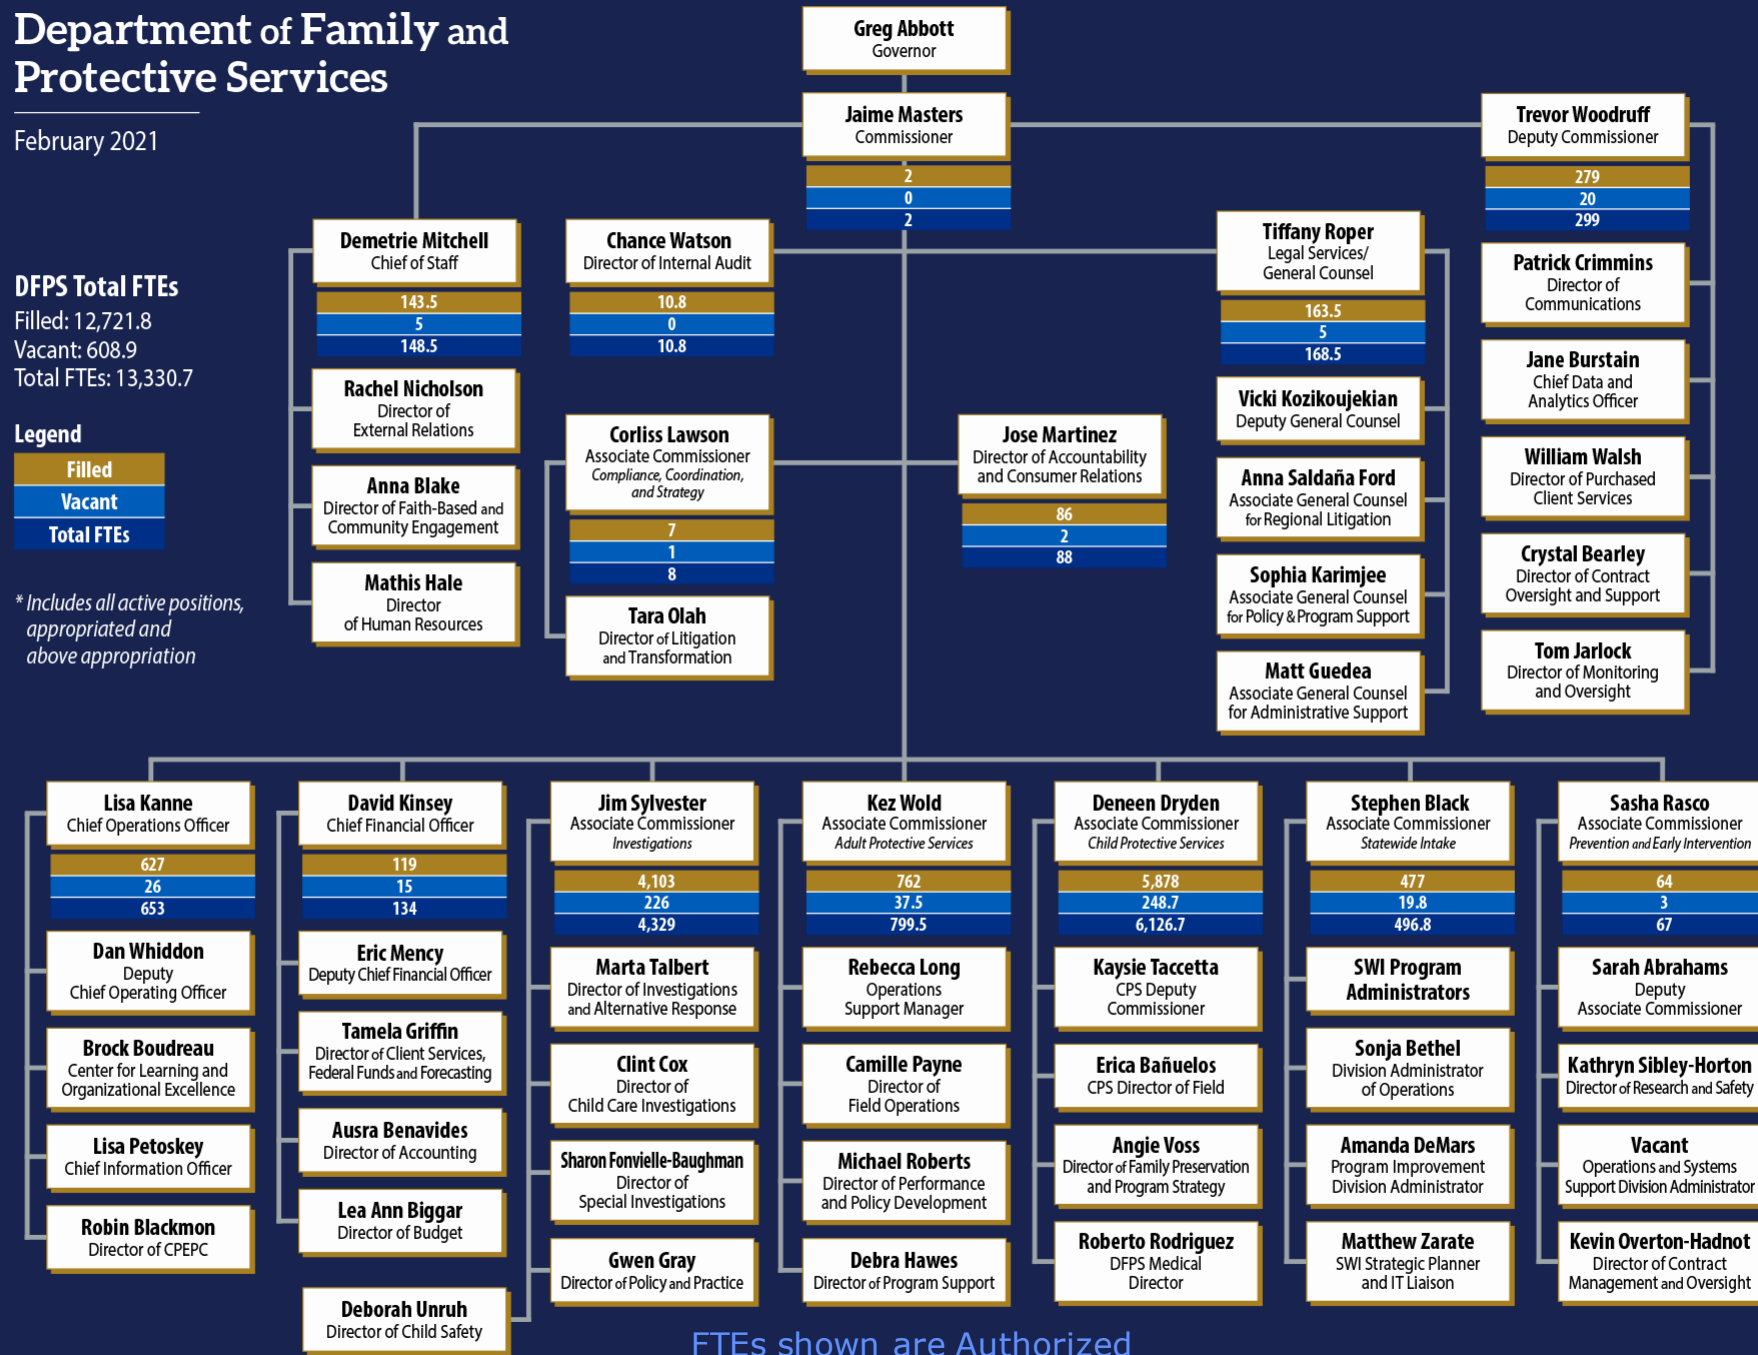 Department of Family and
Protective Services
February 2021
DFPS Total FTEs
Filled: 12,721.8
Vacant: 608.9
Total FTEs: 13,330.7
Legend
Filled
Vacant
Total FTEs
* Includes all active positions,
appropriated and
above appropriation
Greg Abbott
Governor
Jaime Masters
Commissioner
2
0
2
Trevor Woodruff
Deputy Commissioner
279
20
299
Patrick Crimmins
Director of
Communications
Jane Burstain
Chief Data and
Analytics Officer
William Walsh
Director of Purchased
Client Services
Crystal Bearley
Director of Contract
Oversight and Support
Tom Jarlock
Director of Monitoring
and Oversight
Demetrie Mitchell
Chief of Staff
143.5
5
148.5
Rachel Nicholson
Director of
External Relations
Anna Blake
Director of Faith-Based and
Community Engagement
Mathis Hale
Director
of Human Resources
Chance Watson
Director of Internal Audit
10.8
0
10.8
Corliss Lawson
Associate Commissioner
Compliance, Coordination,
and Strategy
7
1
8
Tara Olah
Director of Litigation
and Transformation
Jose Martinez
Director of Accountability
and Consumer Relations
86
2
88
Tiffany Roper
Legal Services/
General Counsel
163.5
5
168.5
Vicki Kozikoujekian
Deputy General Counsel
Anna Saldaña Ford
Associate General Counsel
for Regional Litigation
Sophia Karimjee
Associate General Counsel
for Policy & Program Support
Matt Guedea
Associate General Counsel
for Administrative Support
Lisa Kanne
Chief Operations Officer
627
26
653
Dan Whiddon
Deputy
Chief Operating Officer
Brock Boudreau
Center for Learning and
Organizational Excellence
Lisa Petoskey
Chief Information Officer
Robin Blackmon
Director of CPEPC
David Kinsey
Chief Financial Officer
119
15
134
Eric Mency
Deputy Chief Financial Officer
Tamela Griffin
Director of Client Services,
Federal Funds and Forecasting
Ausra Benavides
Director of Accounting
Lea Ann Biggar
Director of Budget
Jim Sylvester
Associate Commissioner
Investigations
4,103
226
4,329
Marta Talbert
Director of Investigations
and Alternative Response
Clint Cox
Director of
Child Care Investigations
Sharon Fonvielle-Baughman
Director of
Special Investigations
Gwen Gray
Director of Policy and Practice
Deborah Unruh
Director of Child Safety
Kez Wold
Associate Commissioner
Adult Protective Services
762
37.5
799.5
Rebecca Long
Operations
Support Manager
Camille Payne
Director of
Field Operations
Michael Roberts
Director of Performance
and Policy Development
Debra Hawes
Director of Program Support
Deneen Dryden
Associate Commissioner
Child Protective Services
5,878
248.7
6,126.7
Kaysie Taccetta
CPS Deputy
Commissioner
Erica Bañuelos
CPS Director of Field
Angie Voss
Director of Family Preservation
and Program Strategy
Roberto Rodriguez
DFPS Medical
Director
Stephen Black
Associate Commissioner
Statewide Intake
477
19.8
496.8
SWI Program
Administrators
Sonja Bethel
Division Administrator
of Operations
Amanda DeMars
Program Improvement
Division Administrator
Matthew Zarate
SWI Strategic Planner
and IT Liaison
Sasha Rasco
Associate Commissioner
Prevention and Early Intervention
64
3
67
Sarah Abrahams
Deputy
Associate Commissioner
Kathryn Sibley-Horton
Director of Research and Safety
Vacant
Operations and Systems
Support Division Administrator
Kevin Overton-Hadnot
Director of Contract
Management and Oversight
FTEs shown are Authorized